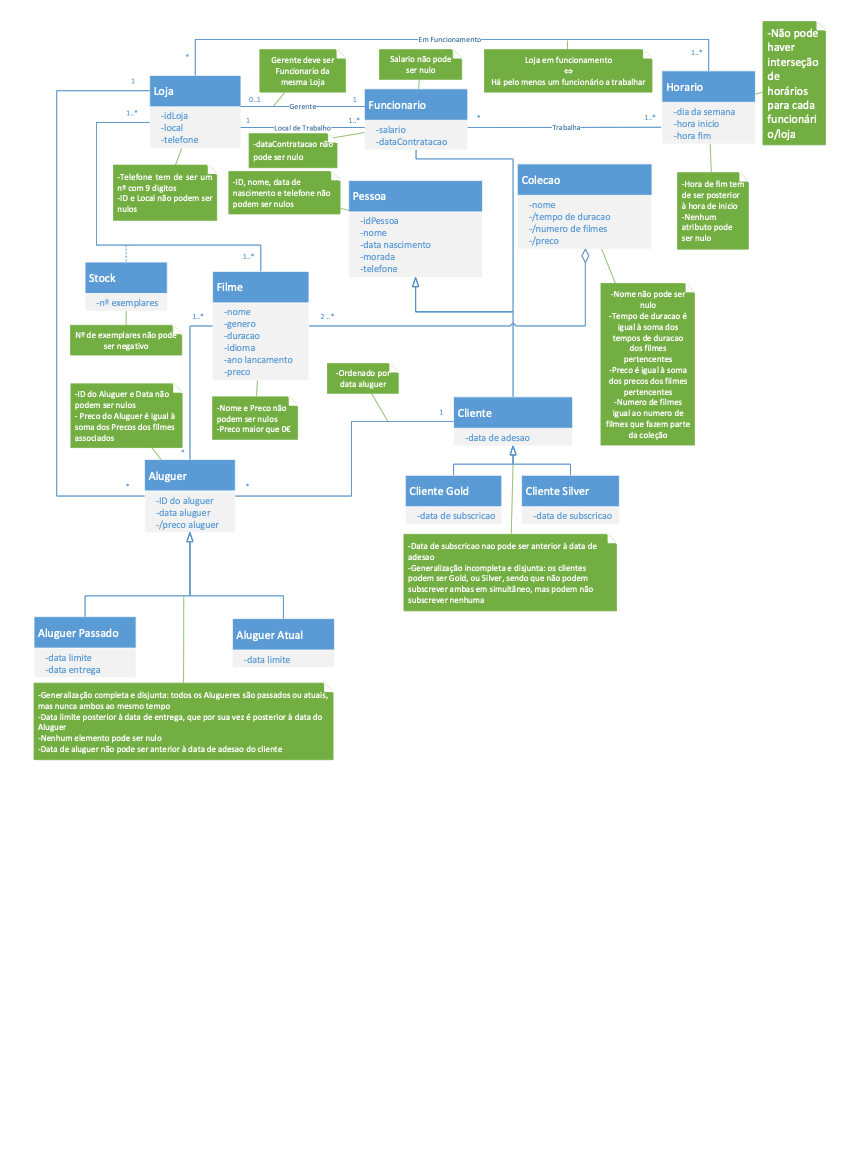 Em Funcionamento
*
1..*
Gerente deve ser
Funcionario da
mesma Loja
Salario não pode
ser nulo
Loja em funcionamento
⇔
Há pelo menos um funcionário a trabalhar
-Não pode
haver
interseção
de
horários
para cada
funcionári
o/loja
1
Loja
-idLoja
-local
-telefone
1..*
0..1
Gerente
1
1
Local de Trabalho
1..*
Funcionario
-salario
-dataContratacao
*
Trabalha
1..*
Horario
-dia da semana
-hora inicio
-hora fim
-dataContratacao não
pode ser nulo
-Telefone tem de ser um
nº com 9 digitos
-ID e Local não podem ser
nulos
-ID, nome, data de
nascimento e telefone não
podem ser nulos
Pessoa
-idPessoa
-nome
-data nascimento
-morada
-telefone
Colecao
-nome
-/tempo de duracao
-/numero de filmes
-/preco
-Hora de fim tem
de ser posterior
à hora de inicio
-Nenhum
atributo pode
ser nulo
1..*
Stock
-nº exemplares
Nº de exemplares não pode
ser negativo
Filme
-nome
-genero
-duracao
-idioma
-ano lancamento
-preco
1..*
2 ..*
-Nome não pode ser
nulo
-Tempo de duracao é
igual à soma dos
tempos de duracao
dos filmes
pertencentes
-Preco é igual à soma
dos precos dos filmes
pertencentes
-Numero de filmes
igual ao numero de
filmes que fazem parte
da coleção
-Ordenado por
data aluguer
-ID do Aluguer e Data não
podem ser nulos
- Preco do Aluguer é igual à
soma dos Precos dos filmes
associados
-Nome e Preco não
podem ser nulos
-Preco maior que 0€
1
Cliente
-data de adesao
*
Aluguer
-ID do aluguer
-data aluguer
-/preco aluguer
*
*
Cliente Gold
-data de subscricao
Cliente Silver
-data de subscricao
-Data de subscricao nao pode ser anterior à data de
adesao
-Generalização incompleta e disjunta: os clientes
podem ser Gold, ou Silver, sendo que não podem
subscrever ambas em simultâneo, mas podem não
subscrever nenhuma
Aluguer Passado
-data limite
-data entrega
Aluguer Atual
-data limite
-Generalização completa e disjunta: todos os Alugueres são passados ou atuais,
mas nunca ambos ao mesmo tempo
-Data limite posterior à data de entrega, que por sua vez é posterior à data do
Aluguer
-Nenhum elemento pode ser nulo
-Data de aluguer não pode ser anterior à data de adesao do cliente